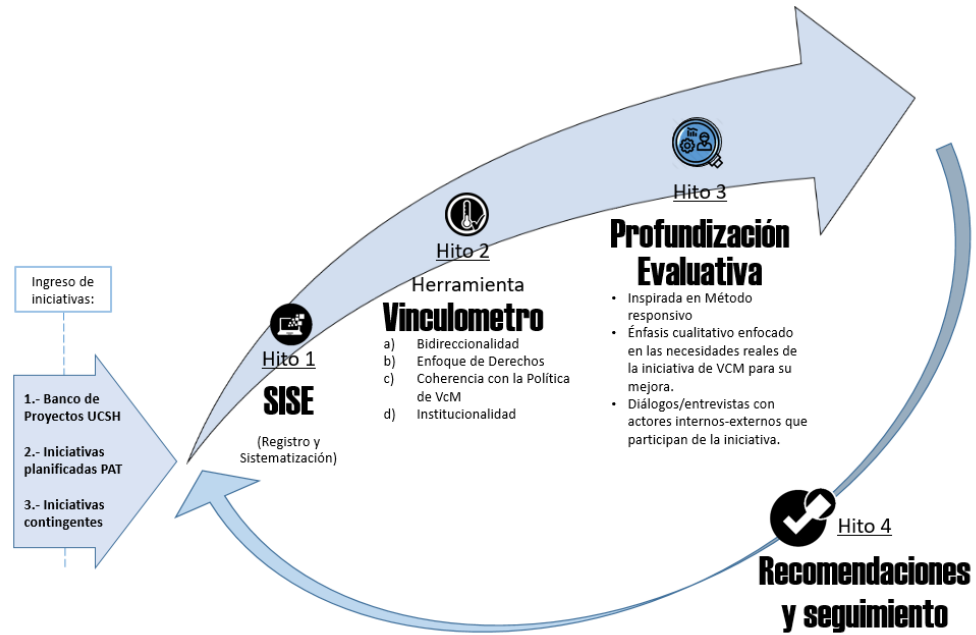 Ingreso de
iniciativas:
1.- Banco de
Proyectos UCSH
2.- Iniciativas
planificadas PAT
3.- Iniciativas
contingentes
Hito 1
SISE
(Registro y
Sistematización)
Hito 2
Herramienta
Vinculometro
a) Bidireccionalidad
b) Enfoque de Derechos
c) Coherencia con la Política
de VcM
d) Institucionalidad
Hito 3
Profundización
Evaluativa
• Inspirada en Método
responsivo
• Énfasis cualitativo enfocado
en las necesidades reales de
la iniciativa de VCM para su
mejora.
• Diálogos/entrevistas con
actores internos-externos que
participan de la iniciativa.
Hito 4
Recomendaciones
y seguimiento